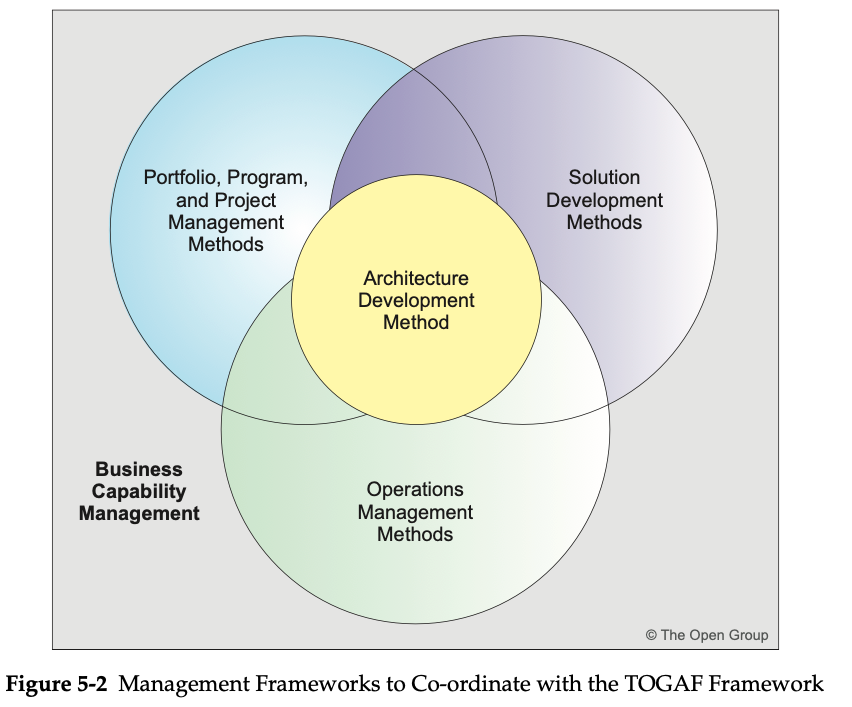 Portfolio, Program,
and Project
Management
Methods
Solution
Development
Methods
Architecture
Development
Method
Business
Capability
Management
Operations
Management
Methods
© The Open Group
Figure 5-2 Management Frameworks to Co-ordinate with the TOGAF Framework